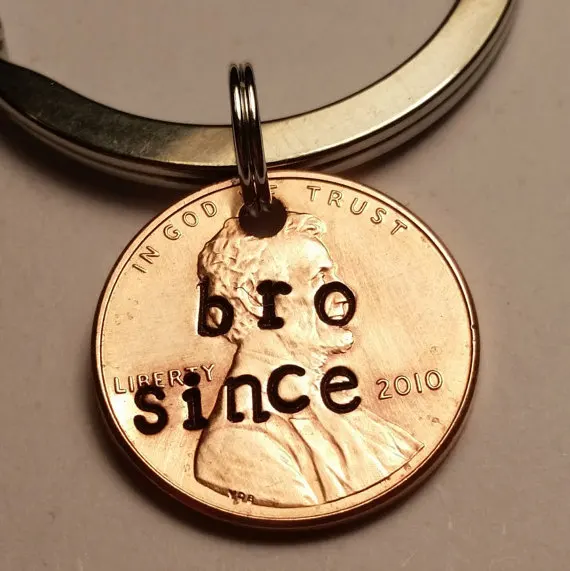 IN GOD WE TRUST
bro
LIBERTY
since
2010